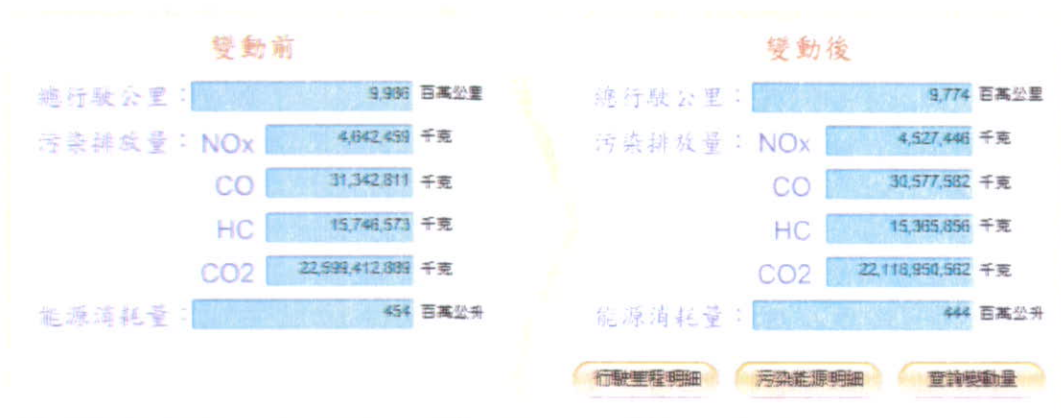 變動前
總行駛公里： 9,986 百萬公里
污染排放量： NOx 4,642,459 千克
CO 31,342,811 千克
HC 15,746,573 千克
CO2 22,599,412,889 千克
能源消耗量： 454 百萬公升
變動後
總行駛公里： 9,774 百萬公里
污染排放量： NOx 4,527,446 千克
CO 30,577,582 千克
HC 15,365,856 千克
CO2 22,118,950,562 千克
能源消耗量： 444 百萬公升
行駛里程明細 污染能源明細 查詢變動量